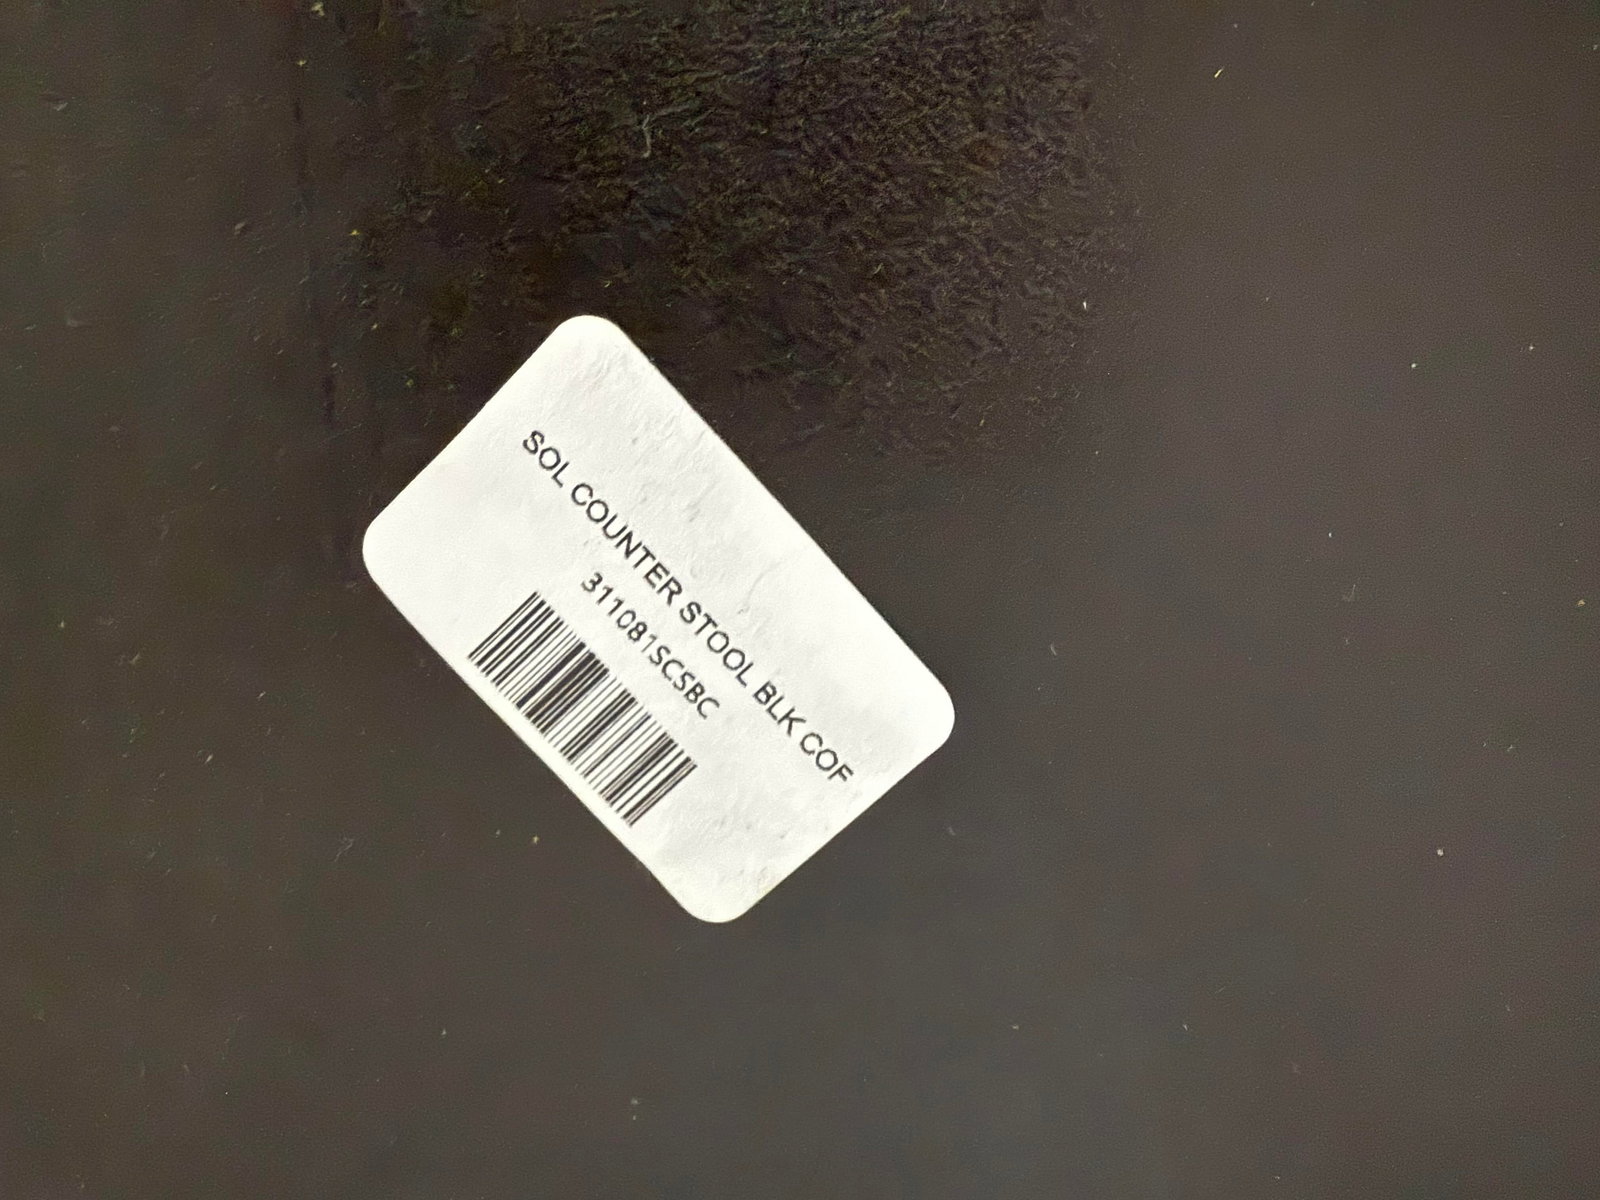 SOL COUNTER STOOL BLK COF
311081SCSBC